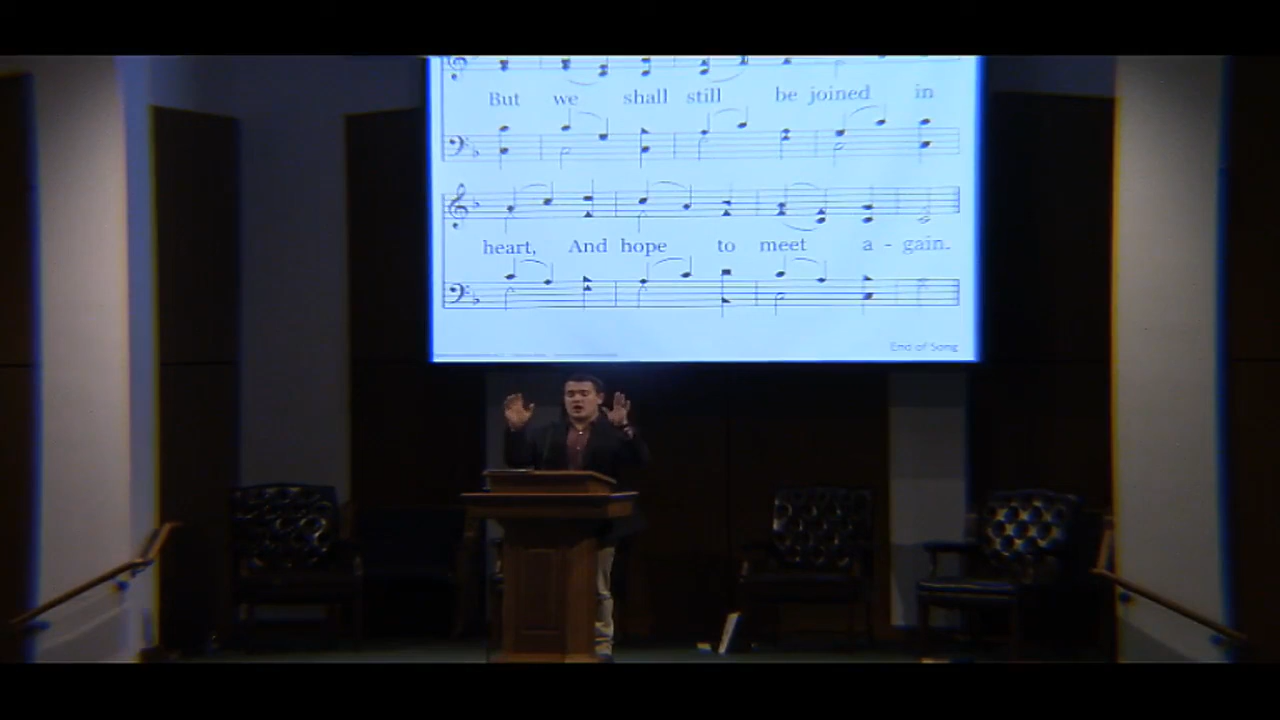 But we shall still be joined in
heart, And hope to meet a - gain.
End of Song